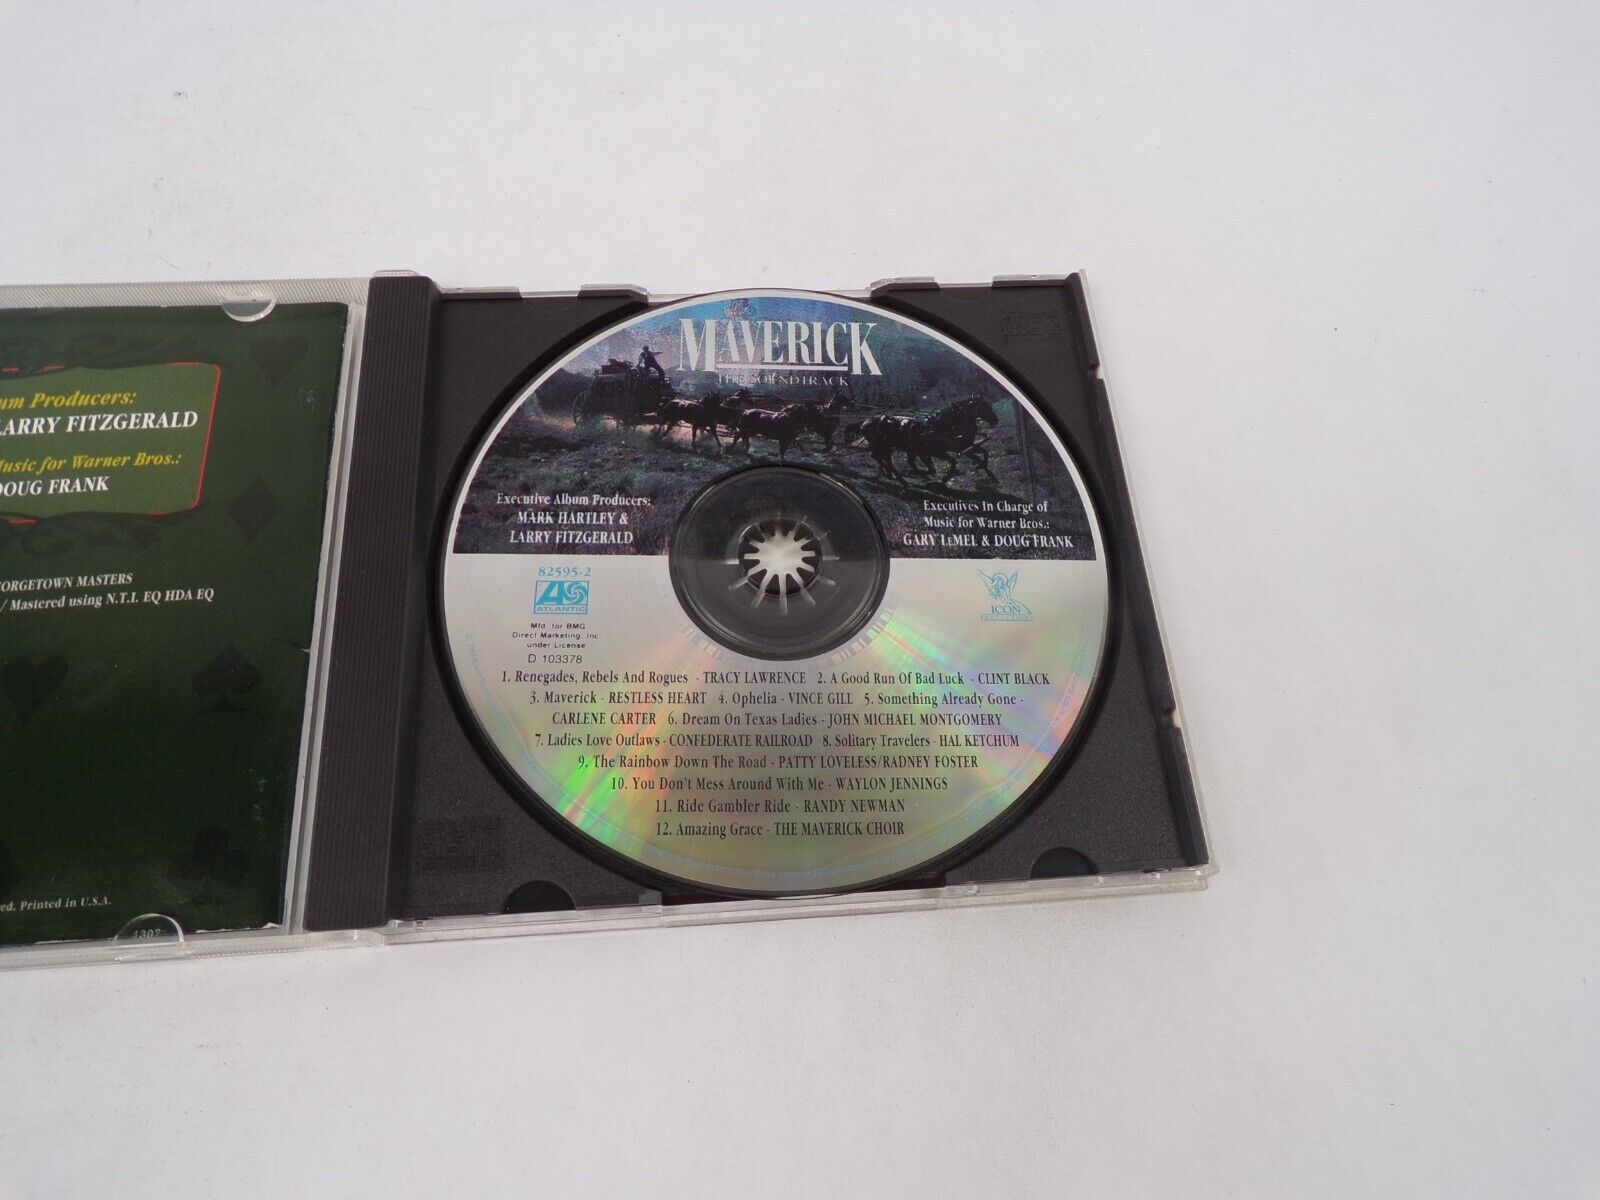 um Producers:
LARRY FITZGERALD
Music for Warner Bros.:
DOUG FRANK
ORGETOWN MASTERS
/ Mastered using N.T.I. EQ HDA EQ
ed. Printed in U.S.A.
1307
MAVERICK
THE SOUNDTRACK
Executive Album Producers:
MARK HARTLEY &
LARRY FITZGERALD
Executives In Charge of
Music for Warner Bros.:
GARY LEMEL & DOUG FRANK
82595-2
ATLANTIC
Mfd. for BMG
Direct Marketing, Inc.
under License
D 103378
ICON
PRODUCTIONS
1. Renegades, Rebels And Rogues - TRACY LAWRENCE 2. A Good Run Of Bad Luck - CLINT BLACK
3. Maverick - RESTLESS HEART 4. Ophelia - VINCE GILL 5. Something Already Gone -
CARLENE CARTER 6. Dream On Texas Ladies - JOHN MICHAEL MONTGOMERY
7. Ladies Love Outlaws - CONFEDERATE RAILROAD 8. Solitary Travelers - HAL KETCHUM
9. The Rainbow Down The Road - PATTY LOVELESS/RADNEY FOSTER
10. You Don't Mess Around With Me - WAYLON JENNINGS
11. Ride Gambler Ride - RANDY NEWMAN
12. Amazing Grace - THE MAVERICK CHOIR
disc